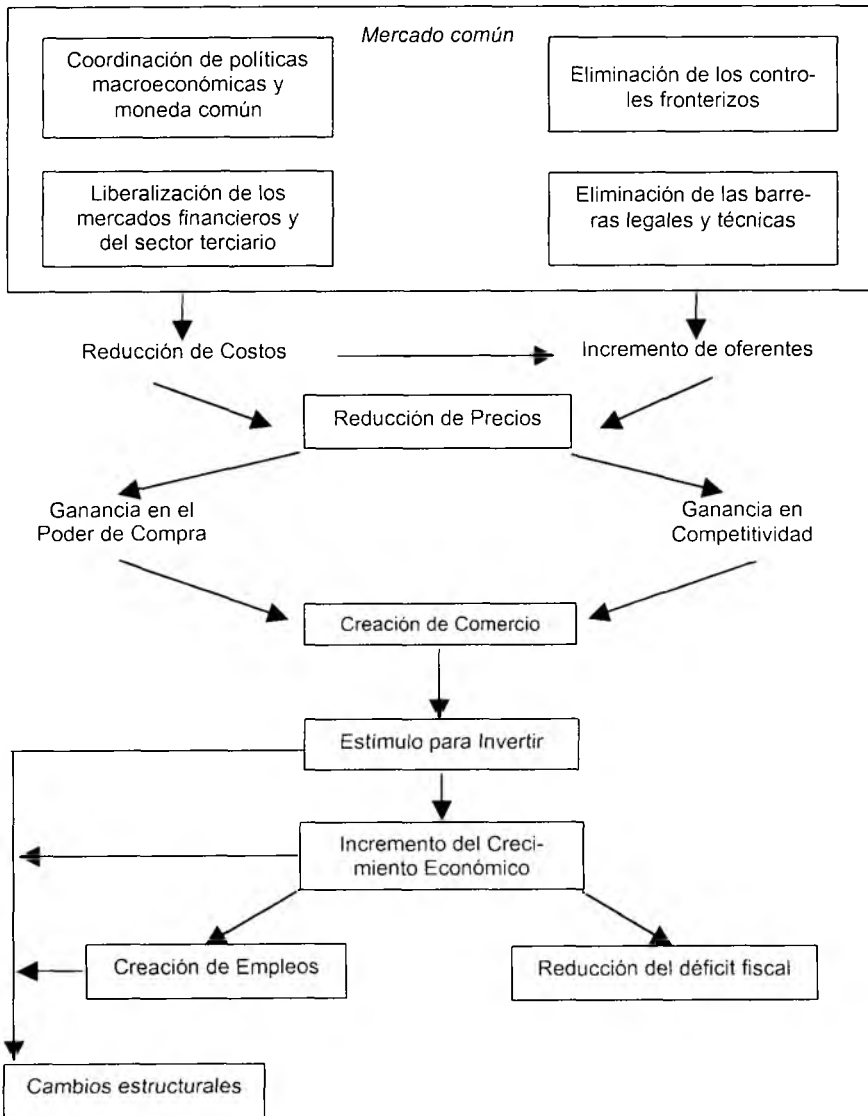 Mercado común
Coordinación de políticas
macroeconómicas y
moneda común
Eliminación de los contro-
les fronterizos
Liberalización de los
mercados financieros y
del sector terciario
Eliminación de las barre-
ras legales y técnicas
Reducción de Costos
Incremento de oferentes
Reducción de Precios
Ganancia en el
Poder de Compra
Ganancia en
Competitividad
Creación de Comercio
Estímulo para Invertir
Incremento del Creci-
miento Económico
Creación de Empleos
Reducción del déficit fiscal
Cambios estructurales